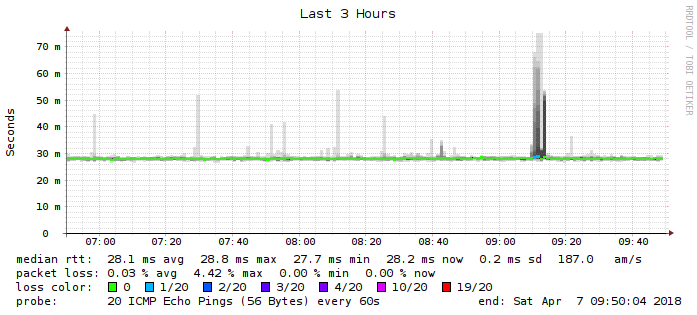 Last 3 Hours
RRDTOOL / TOBI OETIKER
Seconds
70 m
60 m
50 m
40 m
30 m
20 m
10 m
0
07:00 07:20 07:40 08:00 08:20 08:40 09:00 09:20 09:40
median rtt: 28.1 ms avg 28.8 ms max 27.7 ms min 28.2 ms now 0.2 ms sd 187.0 am/s
packet loss: 0.03 % avg 4.42 % max 0.00 % min 0.00 % now
loss color: 0 1/20 2/20 3/20 4/20 10/20 19/20
probe: 20 ICMP Echo Pings (56 Bytes) every 60s end: Sat Apr 7 09:50:04 2018